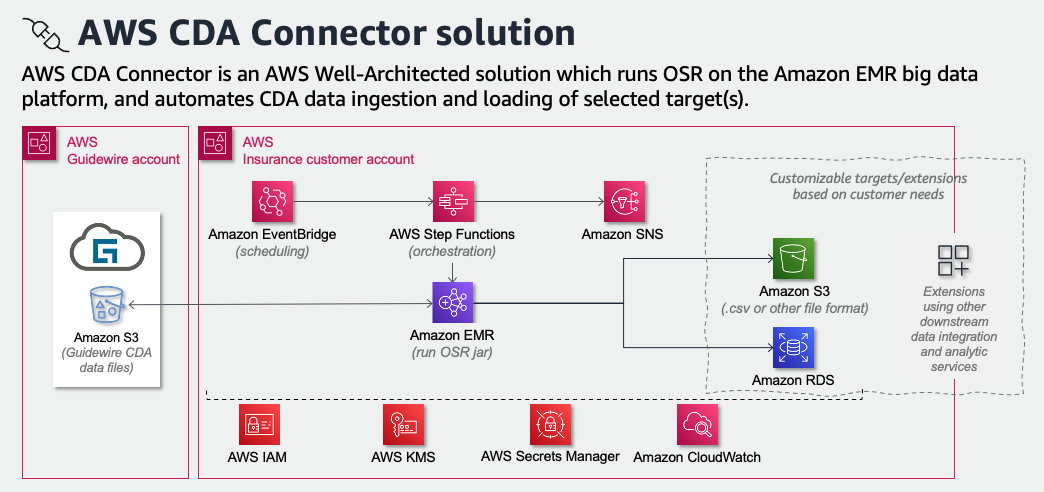 AWS CDA Connector solution
AWS CDA Connector is an AWS Well-Architected solution which runs OSR on the Amazon EMR big data
platform, and automates CDA data ingestion and loading of selected target(s).
AWS
Guidewire account
AWS
Insurance customer account
Customizable targets/extensions
based on customer needs
Amazon EventBridge
(scheduling)
AWS Step Functions
(orchestration)
Amazon SNS
G
Amazon S3
(Guidewire CDA
data files)
Amazon EMR
(run OSR jar)
Amazon S3
(.csv or other file format)
Amazon RDS
Extensions
using other
downstream
data integration
and analytic
services
AWS IAM
AWS KMS
AWS Secrets Manager
Amazon CloudWatch